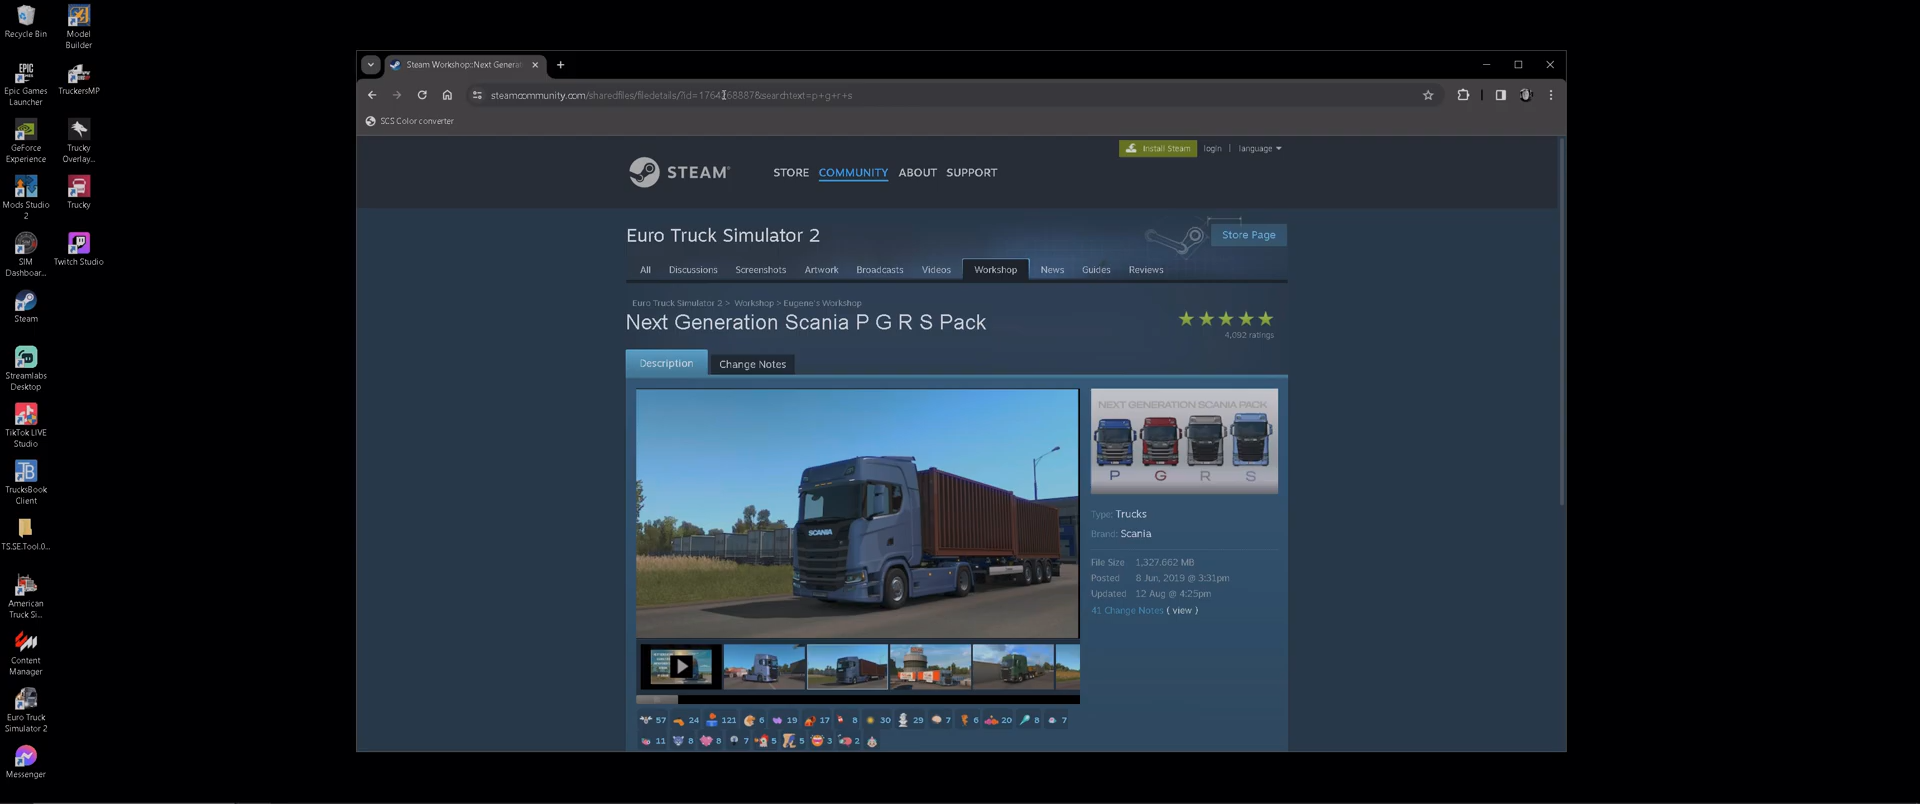 Recycle Bin
Model
Builder
Epic Games
Launcher
TruckersMP
GeForce
Experience
Trucky
Overlay...
Mods Studio
2
Trucky
SIM
Dashboar...
Twitch Studio
Steam
Streamlabs
Desktop
TikTok LIVE
Studio
TrucksBook
Client
TS.SE.Tool.0...
American
Truck Si...
Content
Manager
Euro Truck
Simulator 2
Messenger
Steam Workshop::Next Generat
SCS Color converter
Install Steam login | language
STEAM® STORE COMMUNITY ABOUT SUPPORT
Euro Truck Simulator 2
Store Page
All Discussions Screenshots Artwork Broadcasts Videos Workshop News Guides Reviews
Euro Truck Simulator 2 > Workshop > Eugene's Workshop
Next Generation Scania P G R S Pack
4,092 ratings
Description Change Notes
SCANIA
NEXT GENERATION SCANIA PACK
P G R S
Type: Trucks
Brand: Scania
File Size 1,327.662 MB
Posted 8 Jun, 2019 @ 3:31pm
Updated 12 Aug @ 4:25pm
41 Change Notes ( view )
57 24 121 6 19 17 8 30 29 7 6 20 8 7
11 8 8 7 5 5 3 2